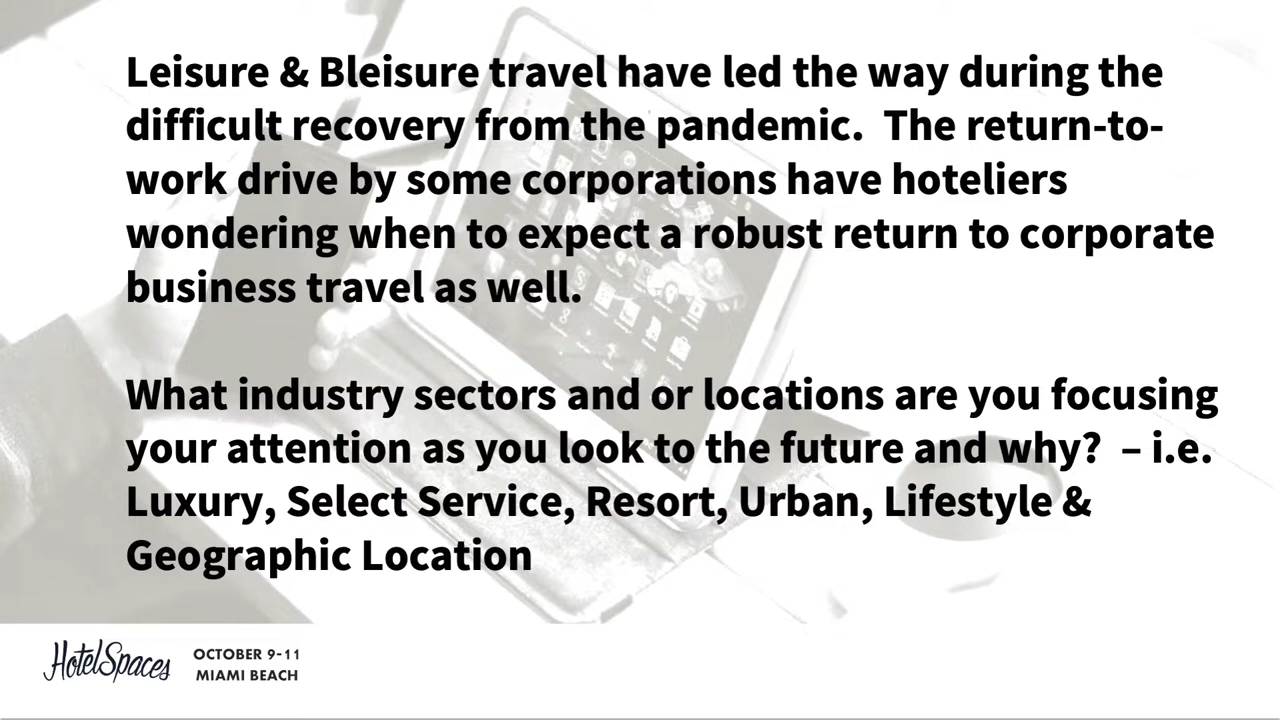 Leisure & Bleisure travel have led the way during the
difficult recovery from the pandemic.  The return-to-
work drive by some corporations have hoteliers
wondering when to expect a robust return to corporate
business travel as well.
What industry sectors and or locations are you focusing
your attention as you look to the future and why?  – i.e.
Luxury, Select Service, Resort, Urban, Lifestyle &
Geographic Location
HotelSpaces
OCTOBER 9-11
MIAMI BEACH